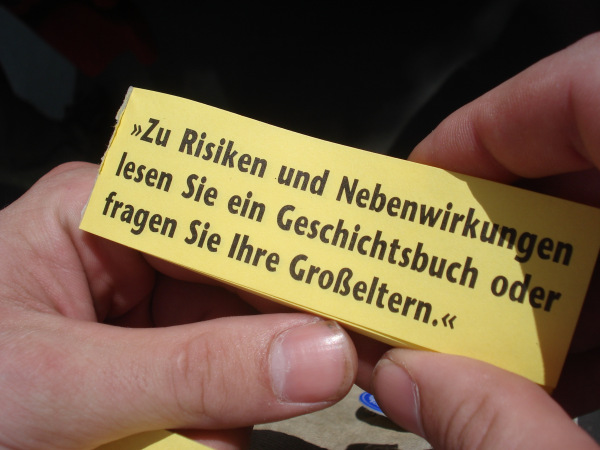 »Zu Risiken und Nebenwirkungen
lesen Sie ein Geschichtsbuch oder
fragen Sie Ihre Großeltern.«